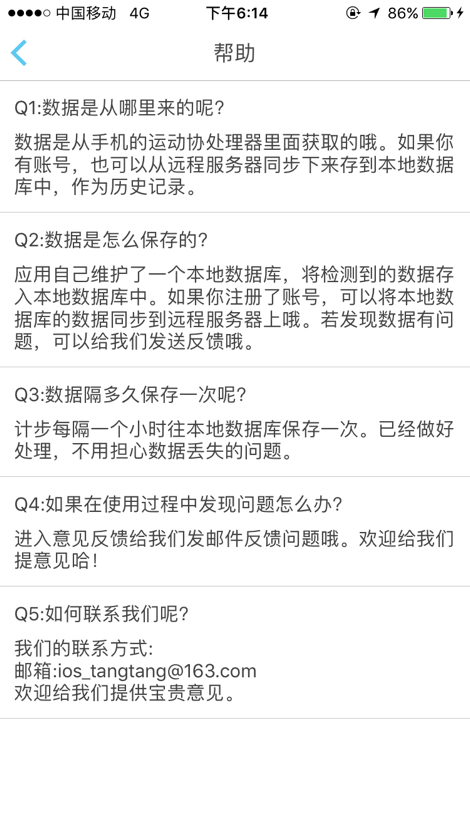 中国移动 4G 下午6:14 86%
帮助
Q1:数据是从哪里来的呢?
数据是从手机的运动协处理器里面获取的哦。如果你
有账号，也可以从远程服务器同步下来存到本地数据
库中，作为历史记录。
Q2:数据是怎么保存的?
应用自己维护了一个本地数据库，将检测到的数据存
入本地数据库中。如果你注册了账号，可以将本地数
据库的数据同步到远程服务器上哦。若发现数据有问
题，可以给我们发送反馈哦。
Q3:数据隔多久保存一次呢?
计步每隔一个小时往本地数据库保存一次。已经做好
处理，不用担心数据丢失的问题。
Q4:如果在使用过程中发现问题怎么办?
进入意见反馈给我们发邮件反馈问题哦。欢迎给我们
提意见哈!
Q5:如何联系我们呢?
我们的联系方式:
邮箱:ios_tangtang@163.com
欢迎给我们提供宝贵意见。